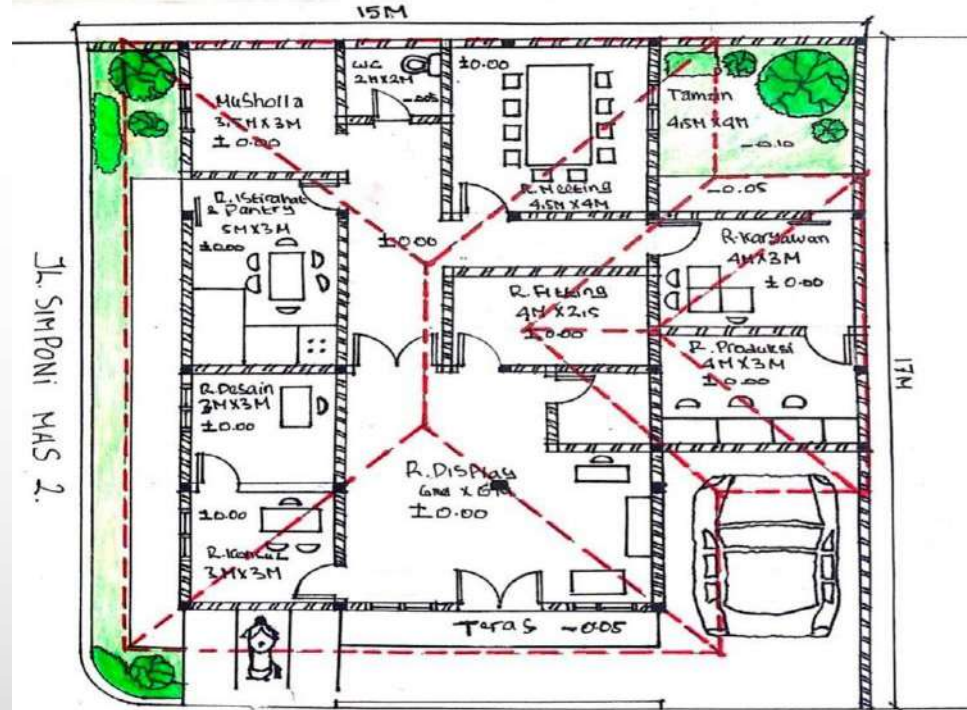 15M
Musholla
3,5M X 3M
± 0.00
WC
2M X 2M
-0.05
±0.00
R. Meeting
4.5M X 4M
Taman
4,5M X 4M
-0.10
-0.05
R. Istirahat
& Pantry
5M X 3M
±0.00
±0.00
R. Karyawan
4M X 3M
± 0.00
R. Fitting
4M X 2,5
± 0.00
R. Produksi
4M X 3M
± 0.00
17M
R. Desain
3M X 3M
±0.00
R. Display
±0.00
±0.00
3M X 3M
Teras -0.05
JL. SIMPONI MAS 2.